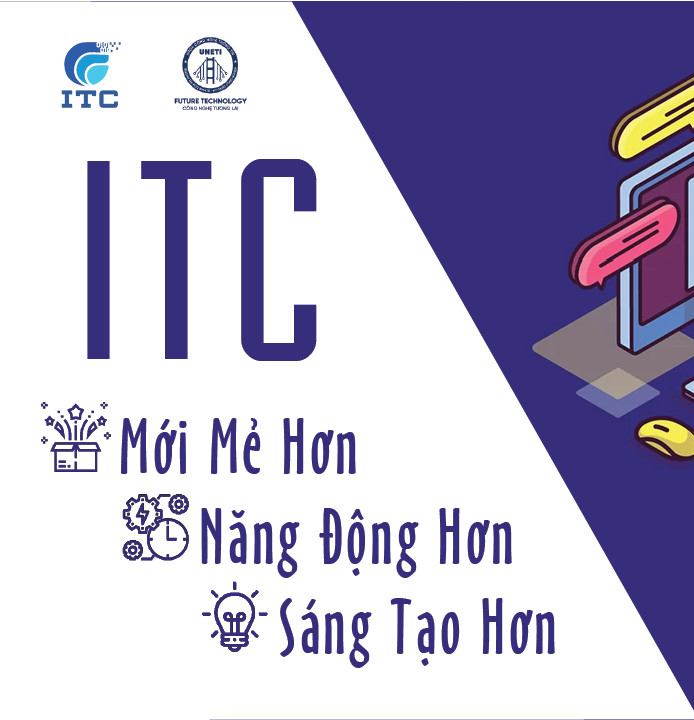 ITC
UNETI
FUTURE TECHNOLOGY
CÔNG NGHỆ TƯƠNG LAI
ITC
Mới Mẻ Hơn
Năng Động Hơn
Sáng Tạo Hơn